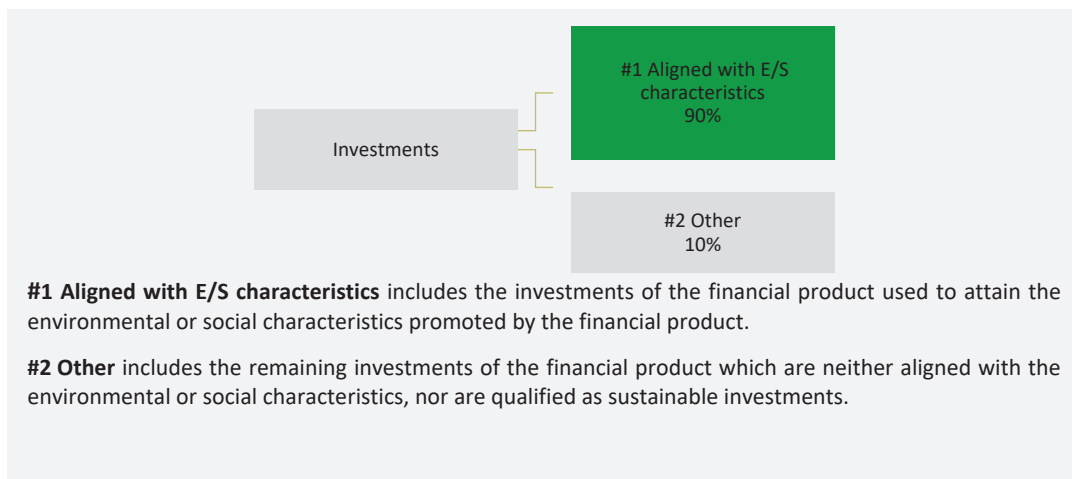 #1 Aligned with E/S
characteristics
90%
Investments
#2 Other
10%
#1 Aligned with E/S characteristics includes the investments of the financial product used to attain the
environmental or social characteristics promoted by the financial product.
#2 Other includes the remaining investments of the financial product which are neither aligned with the
environmental or social characteristics, nor are qualified as sustainable investments.